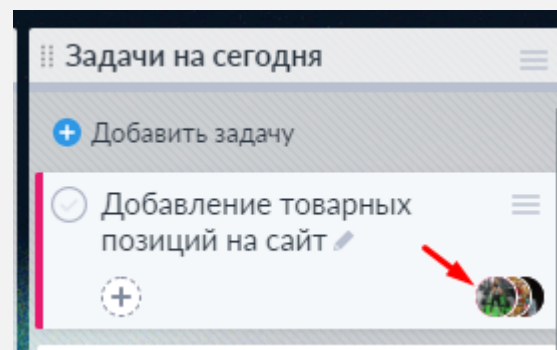 Задачи на сегодня
Добавить задачу
Добавление товарных
позиций на сайт